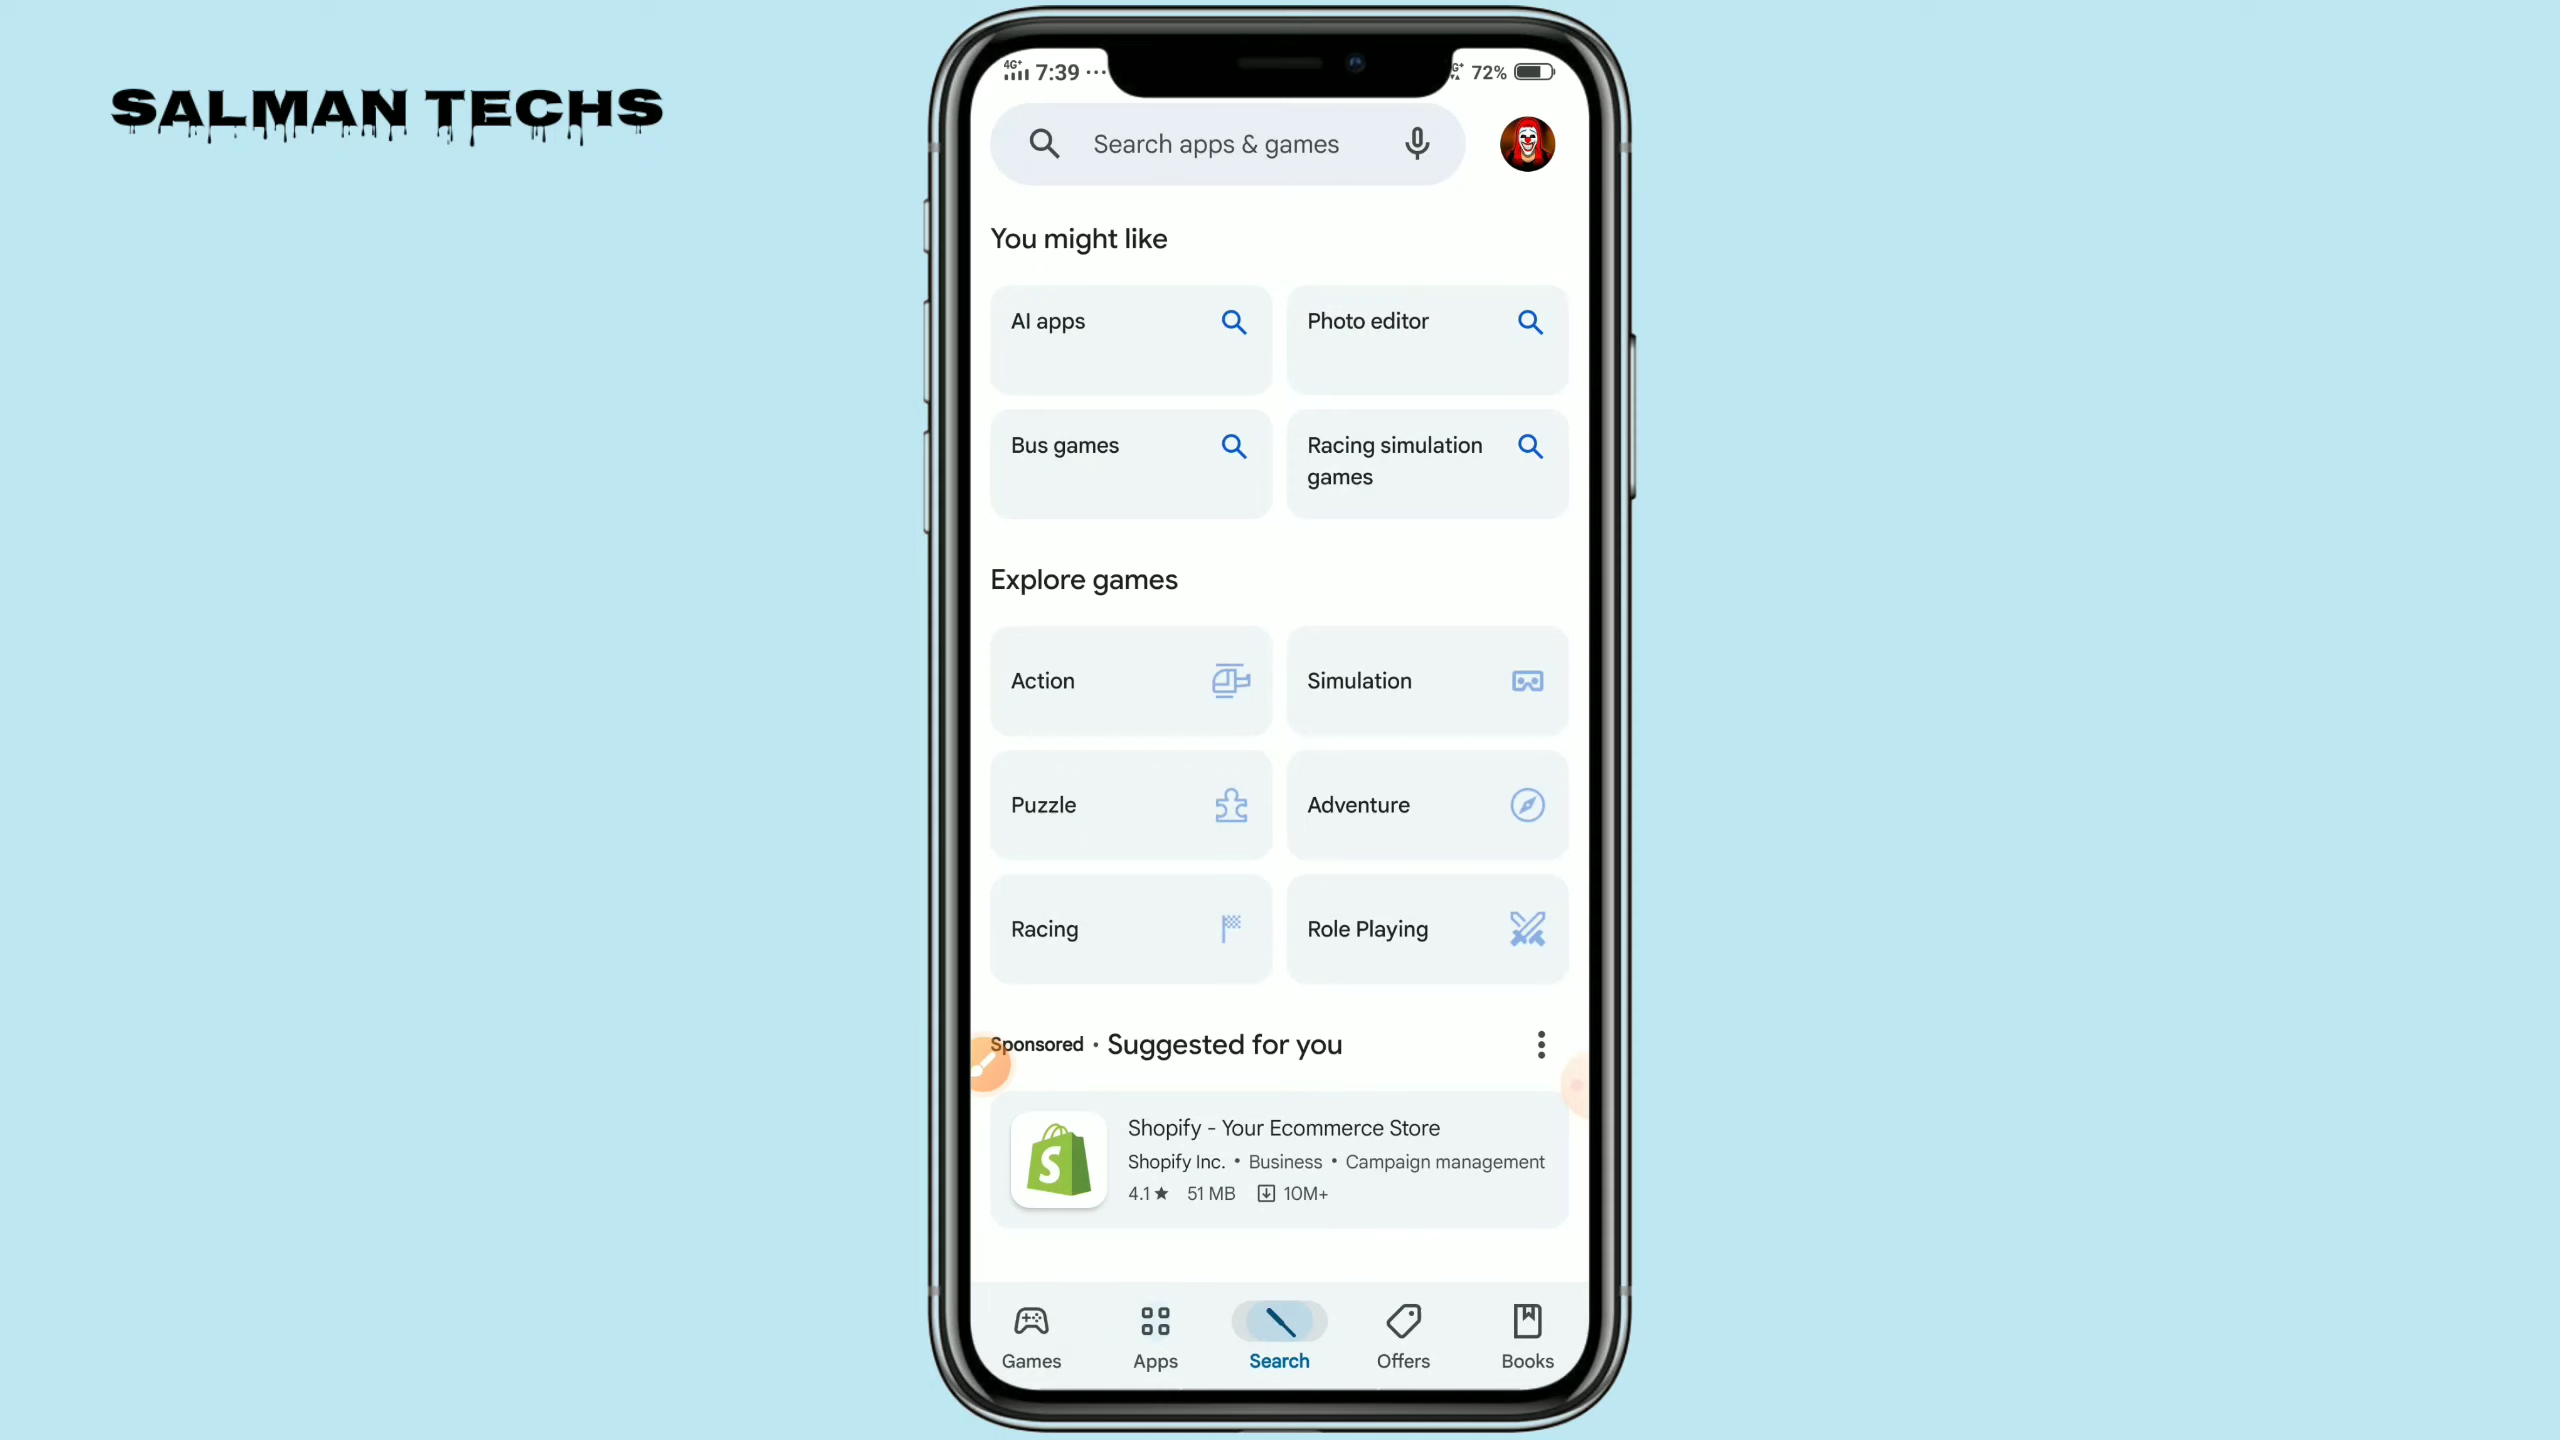 SALMAN TECHS
4G+ 7:39 ... 72%
Search apps & games
You might like
AI apps
Photo editor
Bus games
Racing simulation
games
Explore games
Action
Simulation
Puzzle
Adventure
Racing
Role Playing
Sponsored · Suggested for you
Shopify - Your Ecommerce Store
Shopify Inc. • Business • Campaign management
4.1★ 51 MB 10M+
Games
Apps
Search
Offers
Books